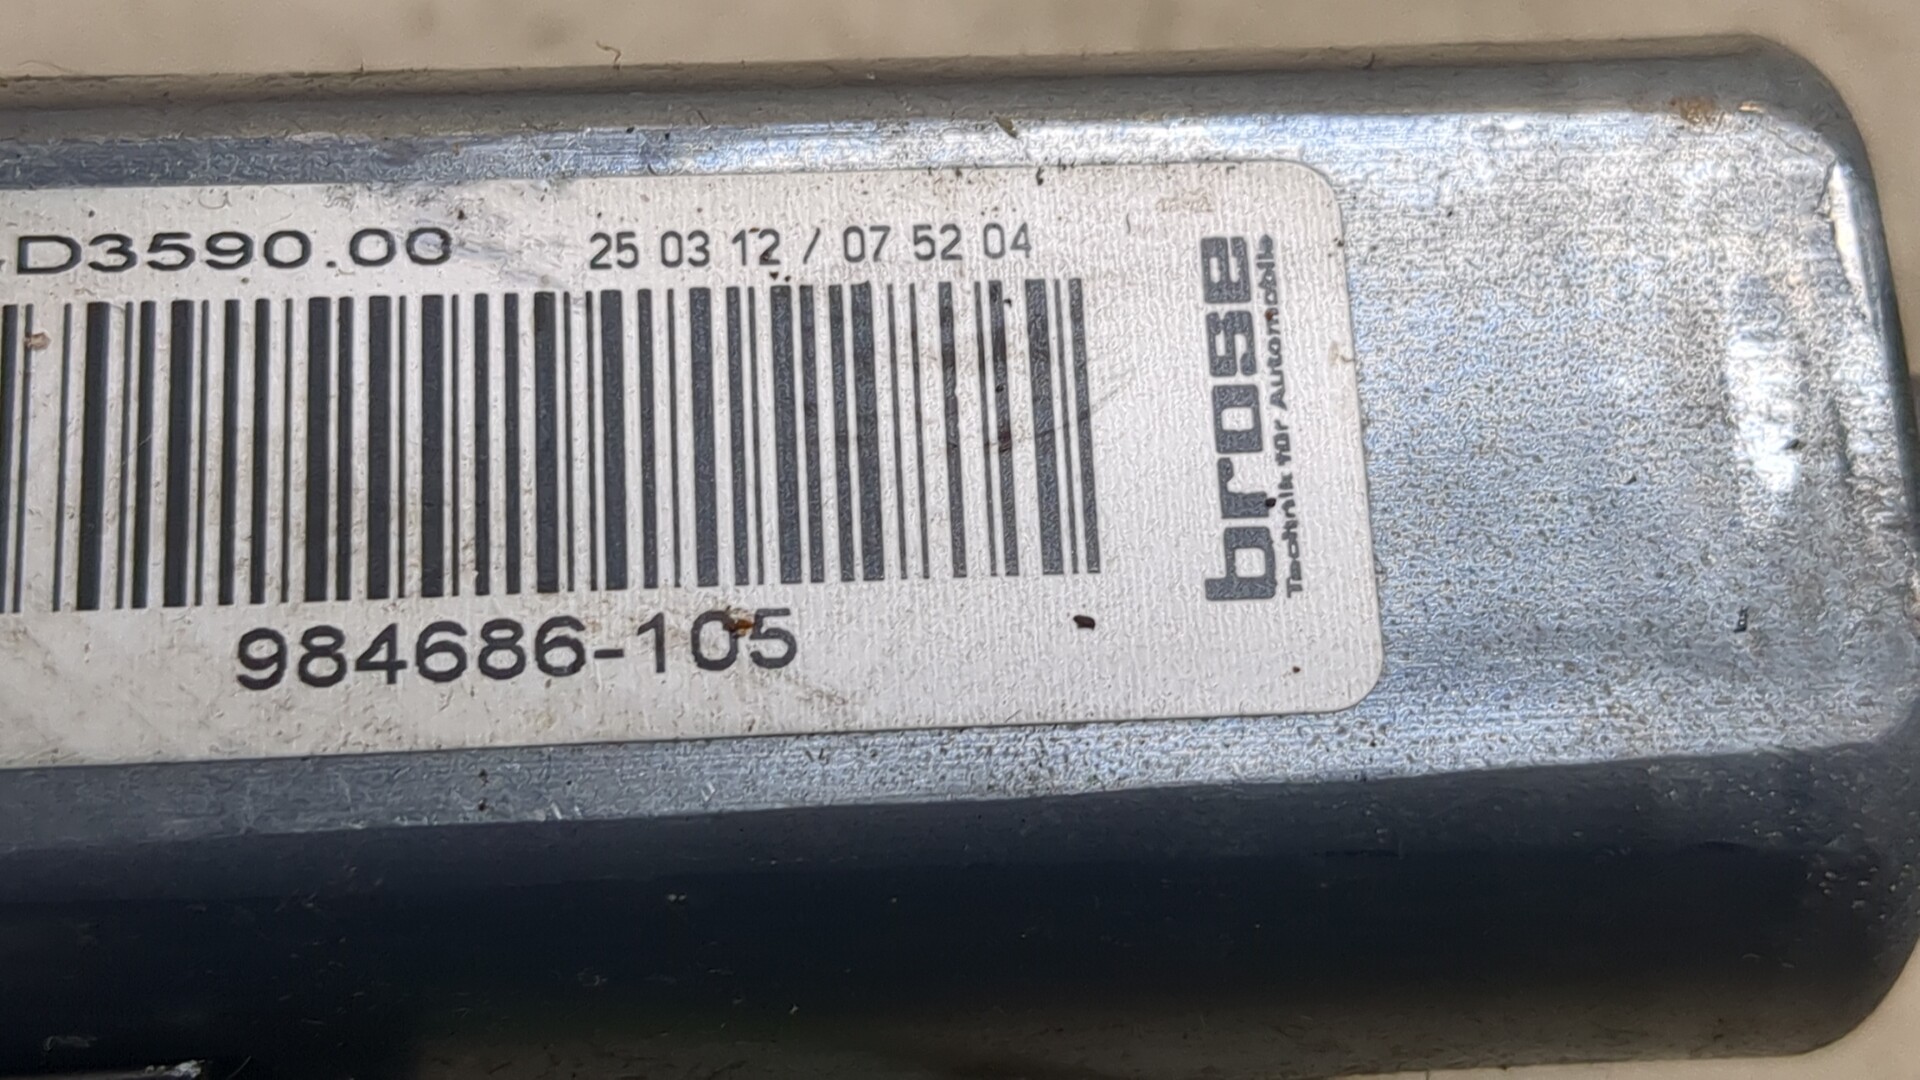 D3590.00 25 03 12 / 07 52 04
984686-105
brose
Technik für Automobile